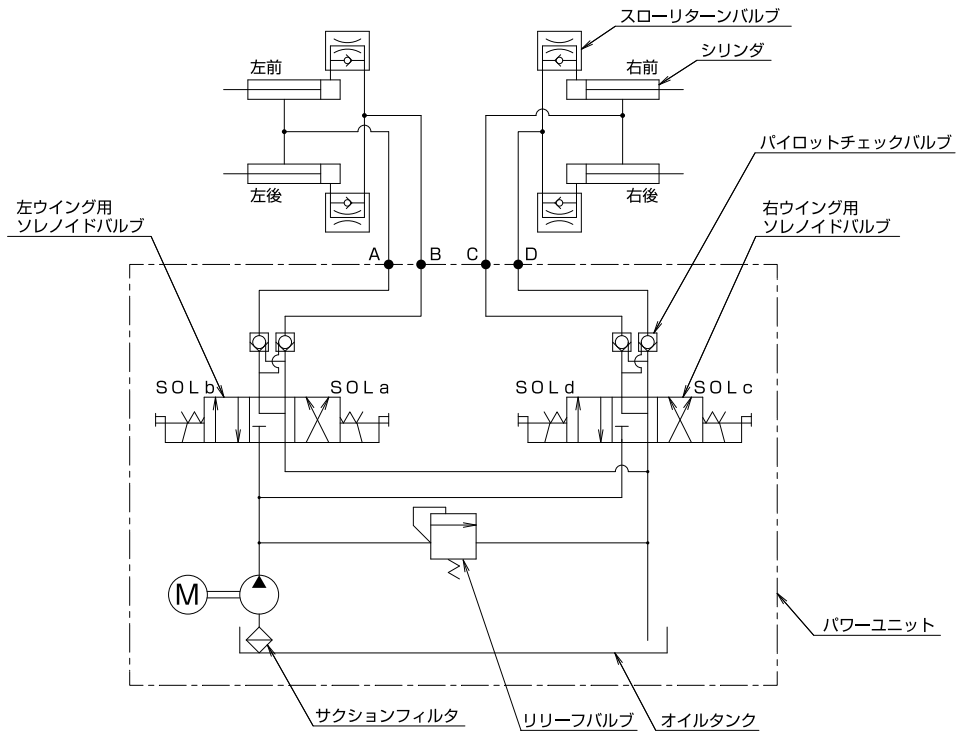 スローリターンバルブ
シリンダ
左前
右前
パイロットチェックバルブ
左後
右後
左ウイング用
ソレノイドバルブ
右ウイング用
ソレノイドバルブ
A B C D
SOLb SOLa SOLd SOLc
M
パワーユニット
サクションフィルタ
リリーフバルブ
オイルタンク